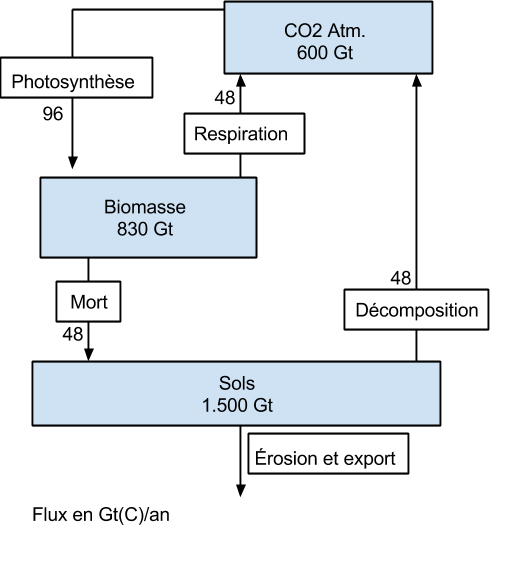 CO2 Atm.
600 Gt
Photosynthèse
96
48
Respiration
Biomasse
830 Gt
Mort
48
48
Décomposition
Sols
1.500 Gt
Érosion et export
Flux en Gt(C)/an